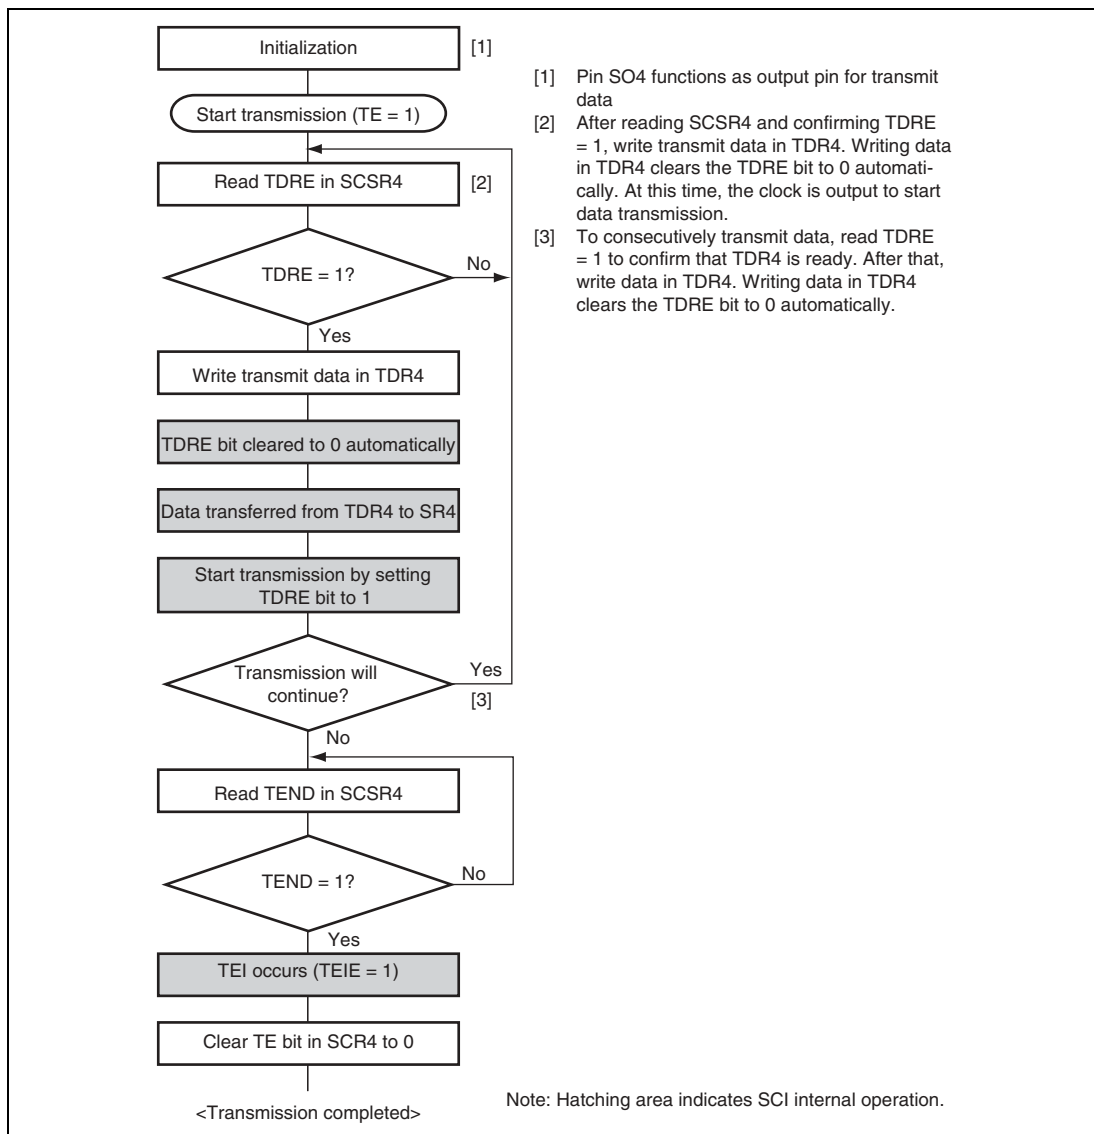 Initialization
[1]
Start transmission (TE = 1)
Read TDRE in SCSR4
[2]
TDRE = 1?
No
Yes
Write transmit data in TDR4
TDRE bit cleared to 0 automatically
Data transferred from TDR4 to SR4
Start transmission by setting
TDRE bit to 1
Transmission will
continue?
Yes
[3]
No
Read TEND in SCSR4
TEND = 1?
No
Yes
TEI occurs (TEIE = 1)
Clear TE bit in SCR4 to 0
<Transmission completed>
[1] Pin SO4 functions as output pin for transmit
data
[2] After reading SCSR4 and confirming TDRE
= 1, write transmit data in TDR4. Writing data
in TDR4 clears the TDRE bit to 0 automati-
cally. At this time, the clock is output to start
data transmission.
[3] To consecutively transmit data, read TDRE
= 1 to confirm that TDR4 is ready. After that,
write data in TDR4. Writing data in TDR4
clears the TDRE bit to 0 automatically.
Note: Hatching area indicates SCI internal operation.